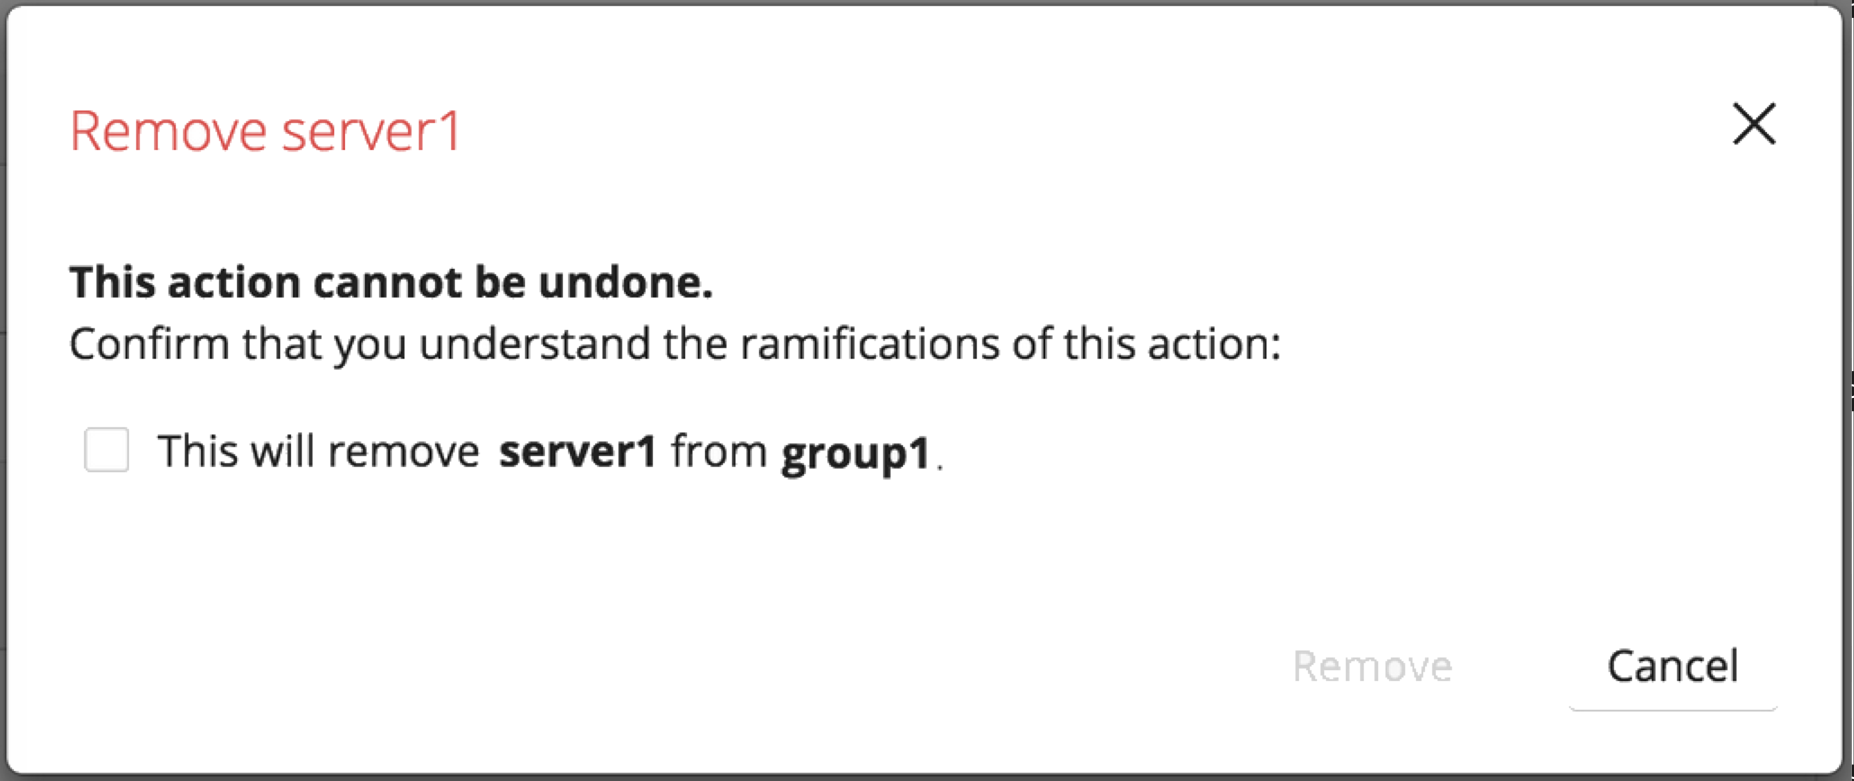 Remove server1
This action cannot be undone.
Confirm that you understand the ramifications of this action:
This will remove server1 from group1.
Remove Cancel